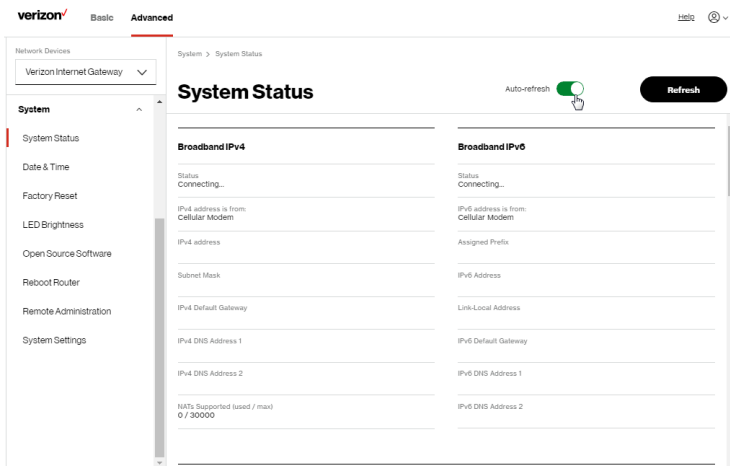 verizon
Basic
Advanced
Help
Network Devices
Verizon Internet Gateway
System > System Status
System Status
Auto-refresh
Refresh
System
System Status
Date & Time
Factory Reset
LED Brightness
Open Source Software
Reboot Router
Remote Administration
System Settings
Broadband IPv4
Status
Connecting...
IPv4 address is from:
Cellular Modem
IPv4 address
Subnet Mask
IPv4 Default Gateway
IPv4 DNS Address 1
IPv4 DNS Address 2
NATs Supported (used / max)
0 / 30000
Broadband IPv6
Status
Connecting...
IPv6 address is from:
Cellular Modem
Assigned Prefix
IPv6 Address
Link-Local Address
IPv6 Default Gateway
IPv6 DNS Address 1
IPv6 DNS Address 2